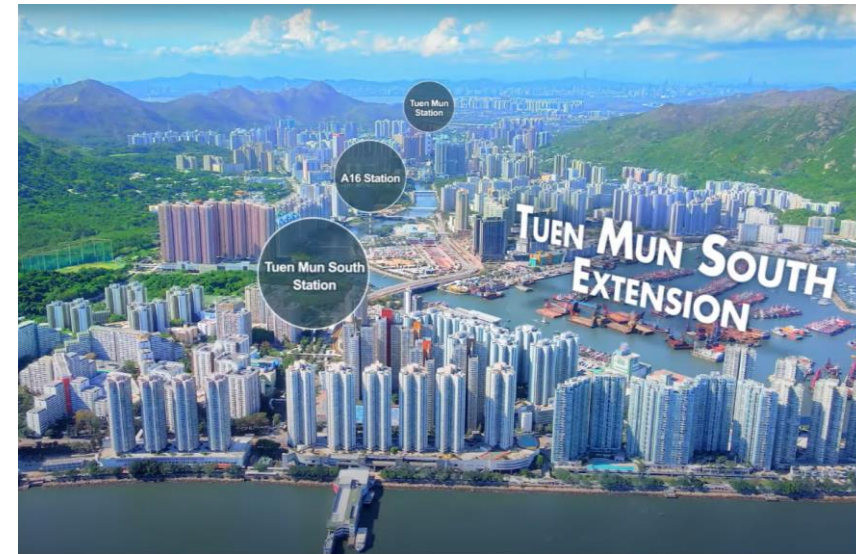 Tuen Mun
Station
A16 Station
Tuen Mun South
Station
TUEN MUN SOUTH
EXTENSION